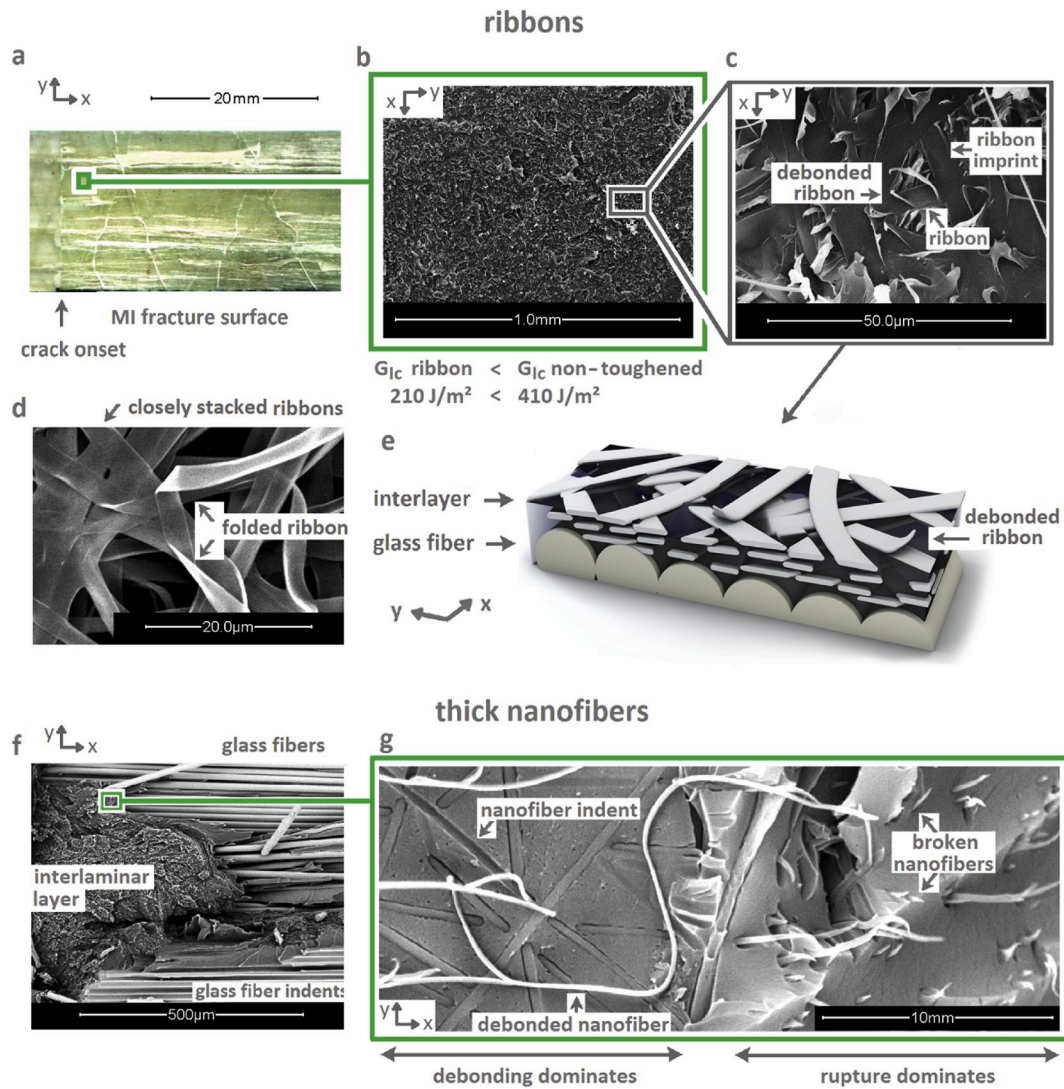 ribbons
a
y
x
20mm
MI fracture surface
crack onset
b
x
y
1.0mm
G_Ic ribbon < G_Ic non-toughened
210 J/m² < 410 J/m²
c
x
y
ribbon
imprint
debonded
ribbon
ribbon
50.0µm
d
closely stacked ribbons
folded ribbon
20.0µm
e
interlayer
glass fiber
debonded
ribbon
y
x
thick nanofibers
f
y
x
glass fibers
interlaminar
layer
glass fiber indents
500µm
g
nanofiber indent
broken
nanofibers
y
x
debonded nanofiber
10mm
debonding dominates
rupture dominates